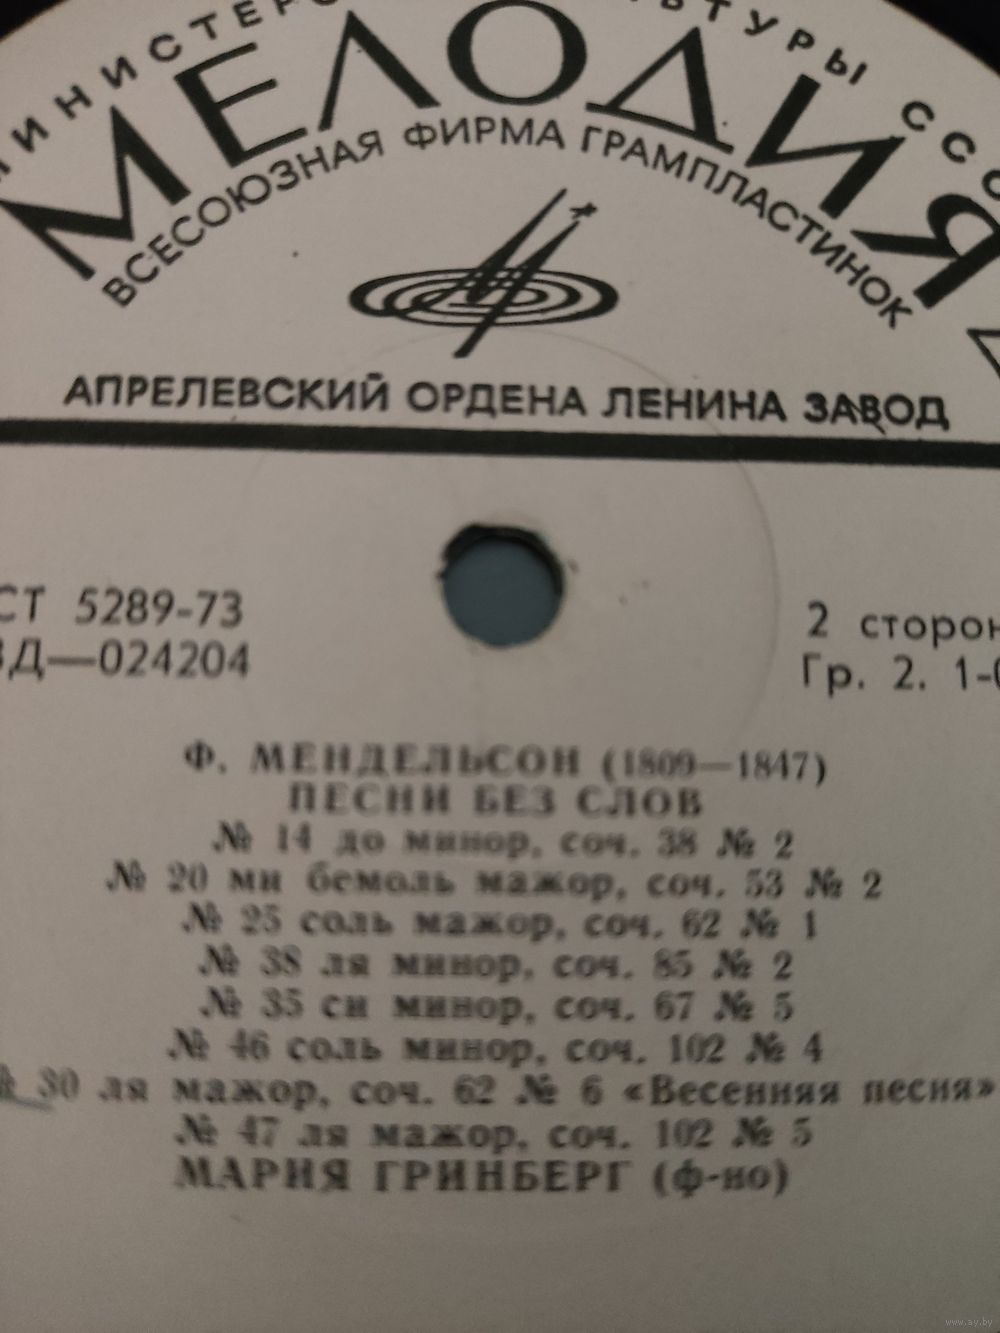 МЕЛОДИЯ
ВСЕСОЮЗНАЯ ФИРМА ГРАМПЛАСТИНОК
АПРЕЛЕВСКИЙ ОРДЕНА ЛЕНИНА ЗАВОД
СТ 5289-73
2 сторон
Д—024204
Гр. 2. 1-
Ф. МЕНДЕЛЬСОН (1809—1847)
ПЕСНИ БЕЗ СЛОВ
№ 14 до минор, соч. 38 № 2
№ 20 ми бемоль мажор, соч. 53 № 2
№ 25 соль мажор, соч. 62 № 1
№ 38 ля минор, соч. 85 № 2
№ 35 си минор, соч. 67 № 5
№ 46 соль минор, соч. 102 № 4
№ 30 ля мажор, соч. 62 № 6 «Весенняя песня»
№ 47 ля мажор, соч. 102 № 5
МАРИЯ ГРИНБЕРГ (ф-но)
www.ay.by